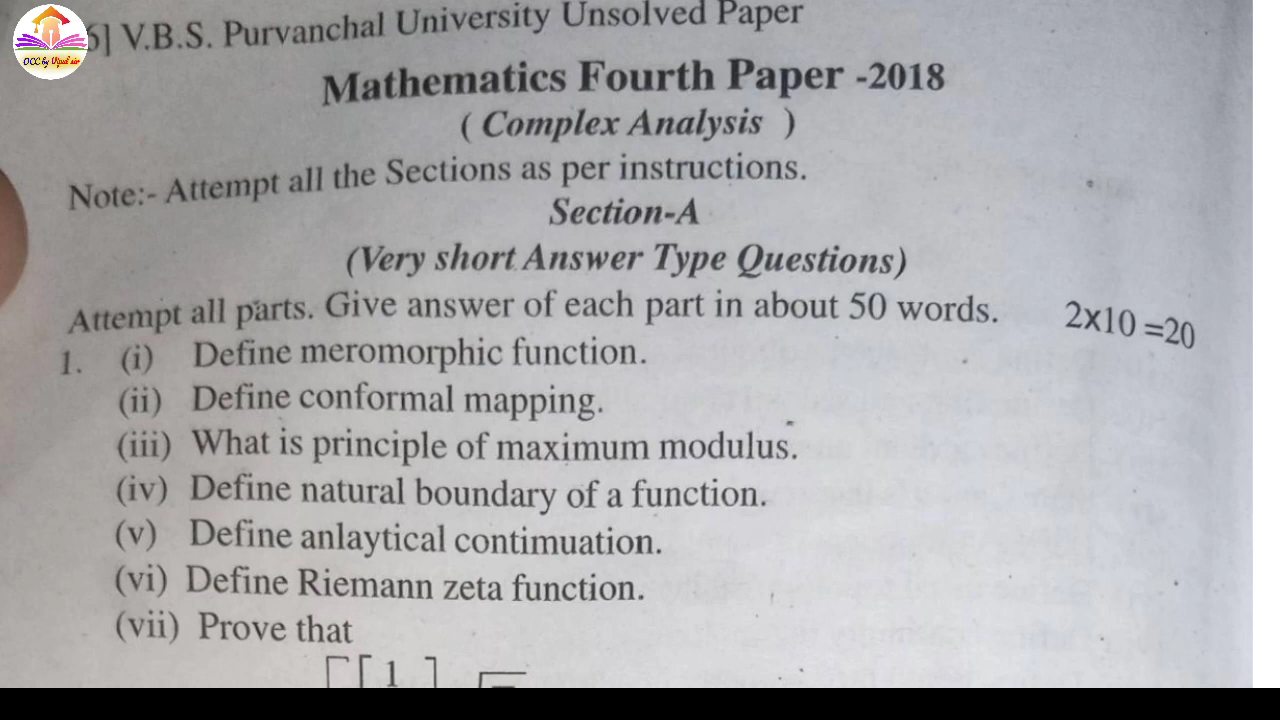 6] V.B.S. Purvanchal University Unsolved Paper
OCC by
Mathematics Fourth Paper -2018
( Complex Analysis )
Note:- Attempt all the Sections as per instructions.
Section-A
(Very short Answer Type Questions)
Attempt all parts. Give answer of each part in about 50 words. 2x10 =20
1. (i) Define meromorphic function.
(ii) Define conformal mapping.
(iii) What is principle of maximum modulus.
(iv) Define natural boundary of a function.
(v) Define anlaytical contimuation.
(vi) Define Riemann zeta function.
(vii) Prove that